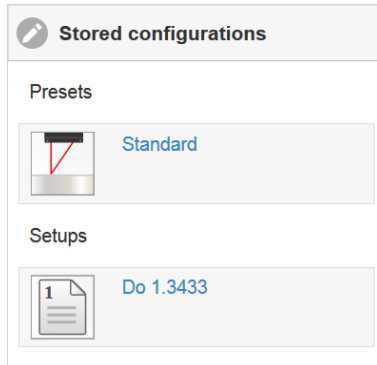 Stored configurations
Presets
Standard
Setups
1
Do 1.3433